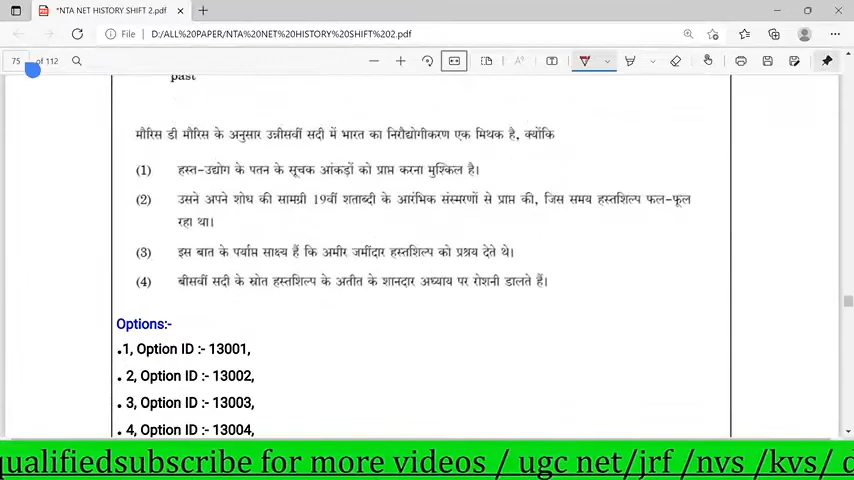 *NTA NET HISTORY SHIFT 2.pdf
File
D:/ALL%20PAPER/NTA%20NET%20HISTORY%20SHIFT%202.pdf
75 of 112
past
मौरिस डी मौरिस के अनुसार उन्नीसवीं सदी में भारत का निरौद्योगीकरण एक मिथक है, क्योंकि
(1) हस्त-उद्योग के पतन के सूचक आंकड़ों को प्राप्त करना मुश्किल है।
(2) उसने अपने शोध की सामग्री 19वीं शताब्दी के आरंभिक संस्मरणों से प्राप्त की, जिस समय हस्तशिल्प फल-फूल
रहा था।
(3) इस बात के पर्याप्त साक्ष्य हैं कि अमीर जमींदार हस्तशिल्प को प्रश्रय देते थे।
(4) बीसवीं सदी के स्रोत हस्तशिल्प के अतीत के शानदार अध्याय पर रोशनी डालते हैं।
Options:-
.1, Option ID :- 13001,
. 2, Option ID :- 13002,
. 3, Option ID :- 13003,
. 4, Option ID :- 13004,
qualifiedsubscribe for more videos / ugc net/jrf /nvs /kvs/ d